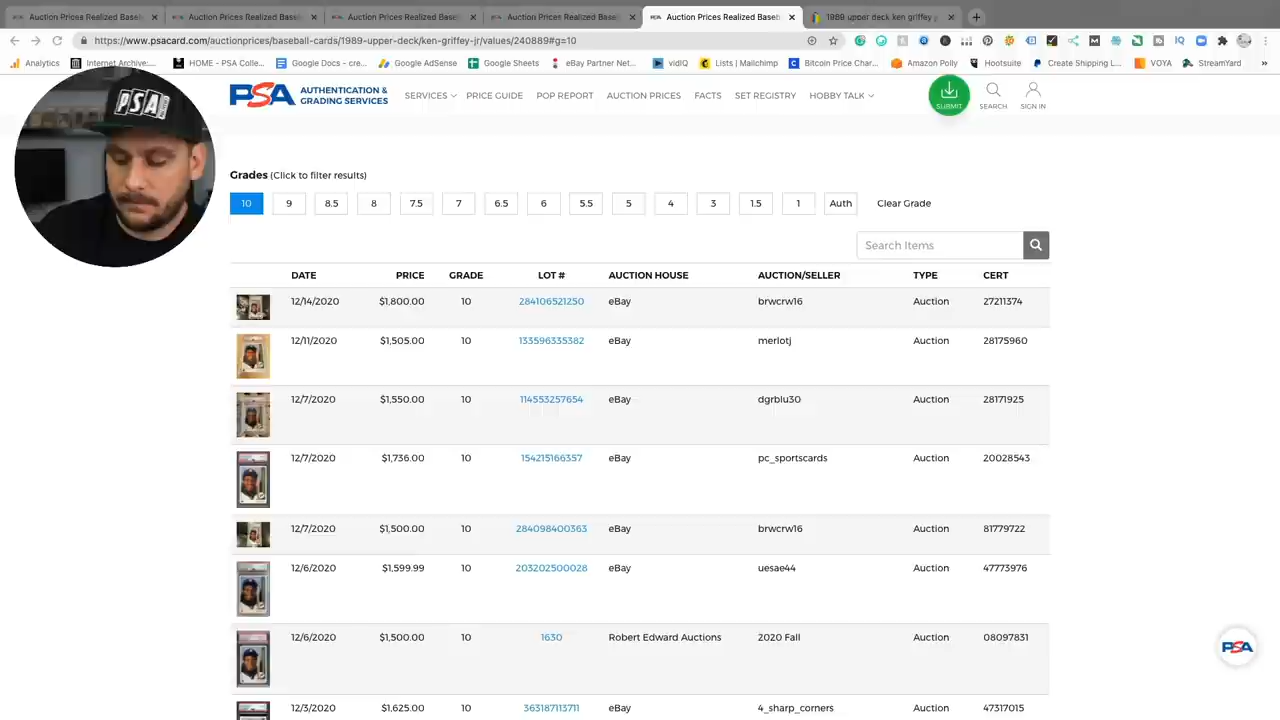 Auction Prices Realized Baseb
Auction Prices Realized Baseb
Auction Prices Realized Baseb
Auction Prices Realized Baseb
Auction Prices Realized Baseb
1989 upper deck ken griffey jr
https://www.psacard.com/auctionprices/baseball-cards/1989-upper-deck/ken-griffey-jr/values/240889#g=10
Analytics Internet Archive:... HOME - PSA Colle... Google Docs - cre... Google AdSense Google Sheets eBay Partner Net... vidIQ Lists | Mailchimp Bitcoin Price Char... Amazon Polly Hootsuite Create Shipping L... VOYA StreamYard »
PSA AUTHENTICATION & GRADING SERVICES
SERVICES PRICE GUIDE POP REPORT AUCTION PRICES FACTS SET REGISTRY HOBBY TALK SUBMIT SEARCH SIGN IN
PSA
Grades (Click to filter results)
10 9 8.5 8 7.5 7 6.5 6 5.5 5 4 3 1.5 1 Auth Clear Grade
Search Items
DATE PRICE GRADE LOT # AUCTION HOUSE AUCTION/SELLER TYPE CERT
12/14/2020 $1,800.00 10 284106521250 eBay brwcrw16 Auction 27211374
12/11/2020 $1,505.00 10 133596335382 eBay merlotj Auction 28175960
12/7/2020 $1,550.00 10 114553257654 eBay dgrblu30 Auction 28171925
12/7/2020 $1,736.00 10 154215166357 eBay pc_sportscards Auction 20028543
12/7/2020 $1,500.00 10 284098400363 eBay brwcrw16 Auction 81779722
12/6/2020 $1,599.99 10 203202500028 eBay uesae44 Auction 47773976
12/6/2020 $1,500.00 10 1630 Robert Edward Auctions 2020 Fall Auction 08097831
PSA
12/3/2020 $1,625.00 10 363187113711 eBay 4_sharp_corners Auction 47317015